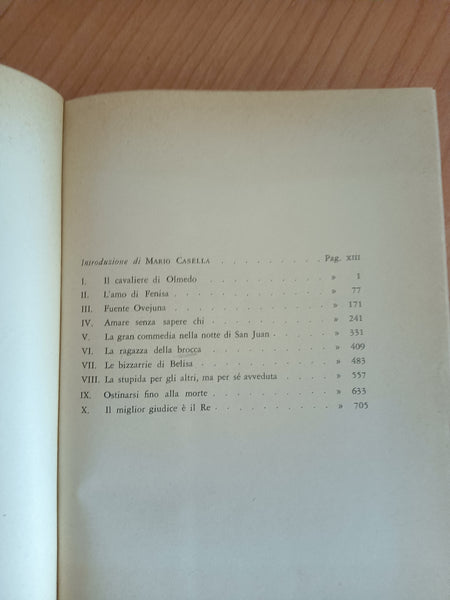 Introduzione di MARIO CASELLA . . . . . . . . . Pag. XIII
I. Il cavaliere di Olmedo . . . . . . . . . . » 1
II. L'amo di Fenisa . . . . . . . . . . . » 77
III. Fuente Ovejuna . . . . . . . . . . . » 171
IV. Amare senza sapere chi . . . . . . . . . » 241
V. La gran commedia nella notte di San Juan . . . . » 331
VI. La ragazza della brocca . . . . . . . . . » 409
VII. Le bizzarrie di Belisa . . . . . . . . . . » 483
VIII. La stupida per gli altri, ma per sé avveduta . . . . » 557
IX. Ostinarsi fino alla morte . . . . . . . . . » 633
X. Il miglior giudice è il Re . . . . . . . . . » 705